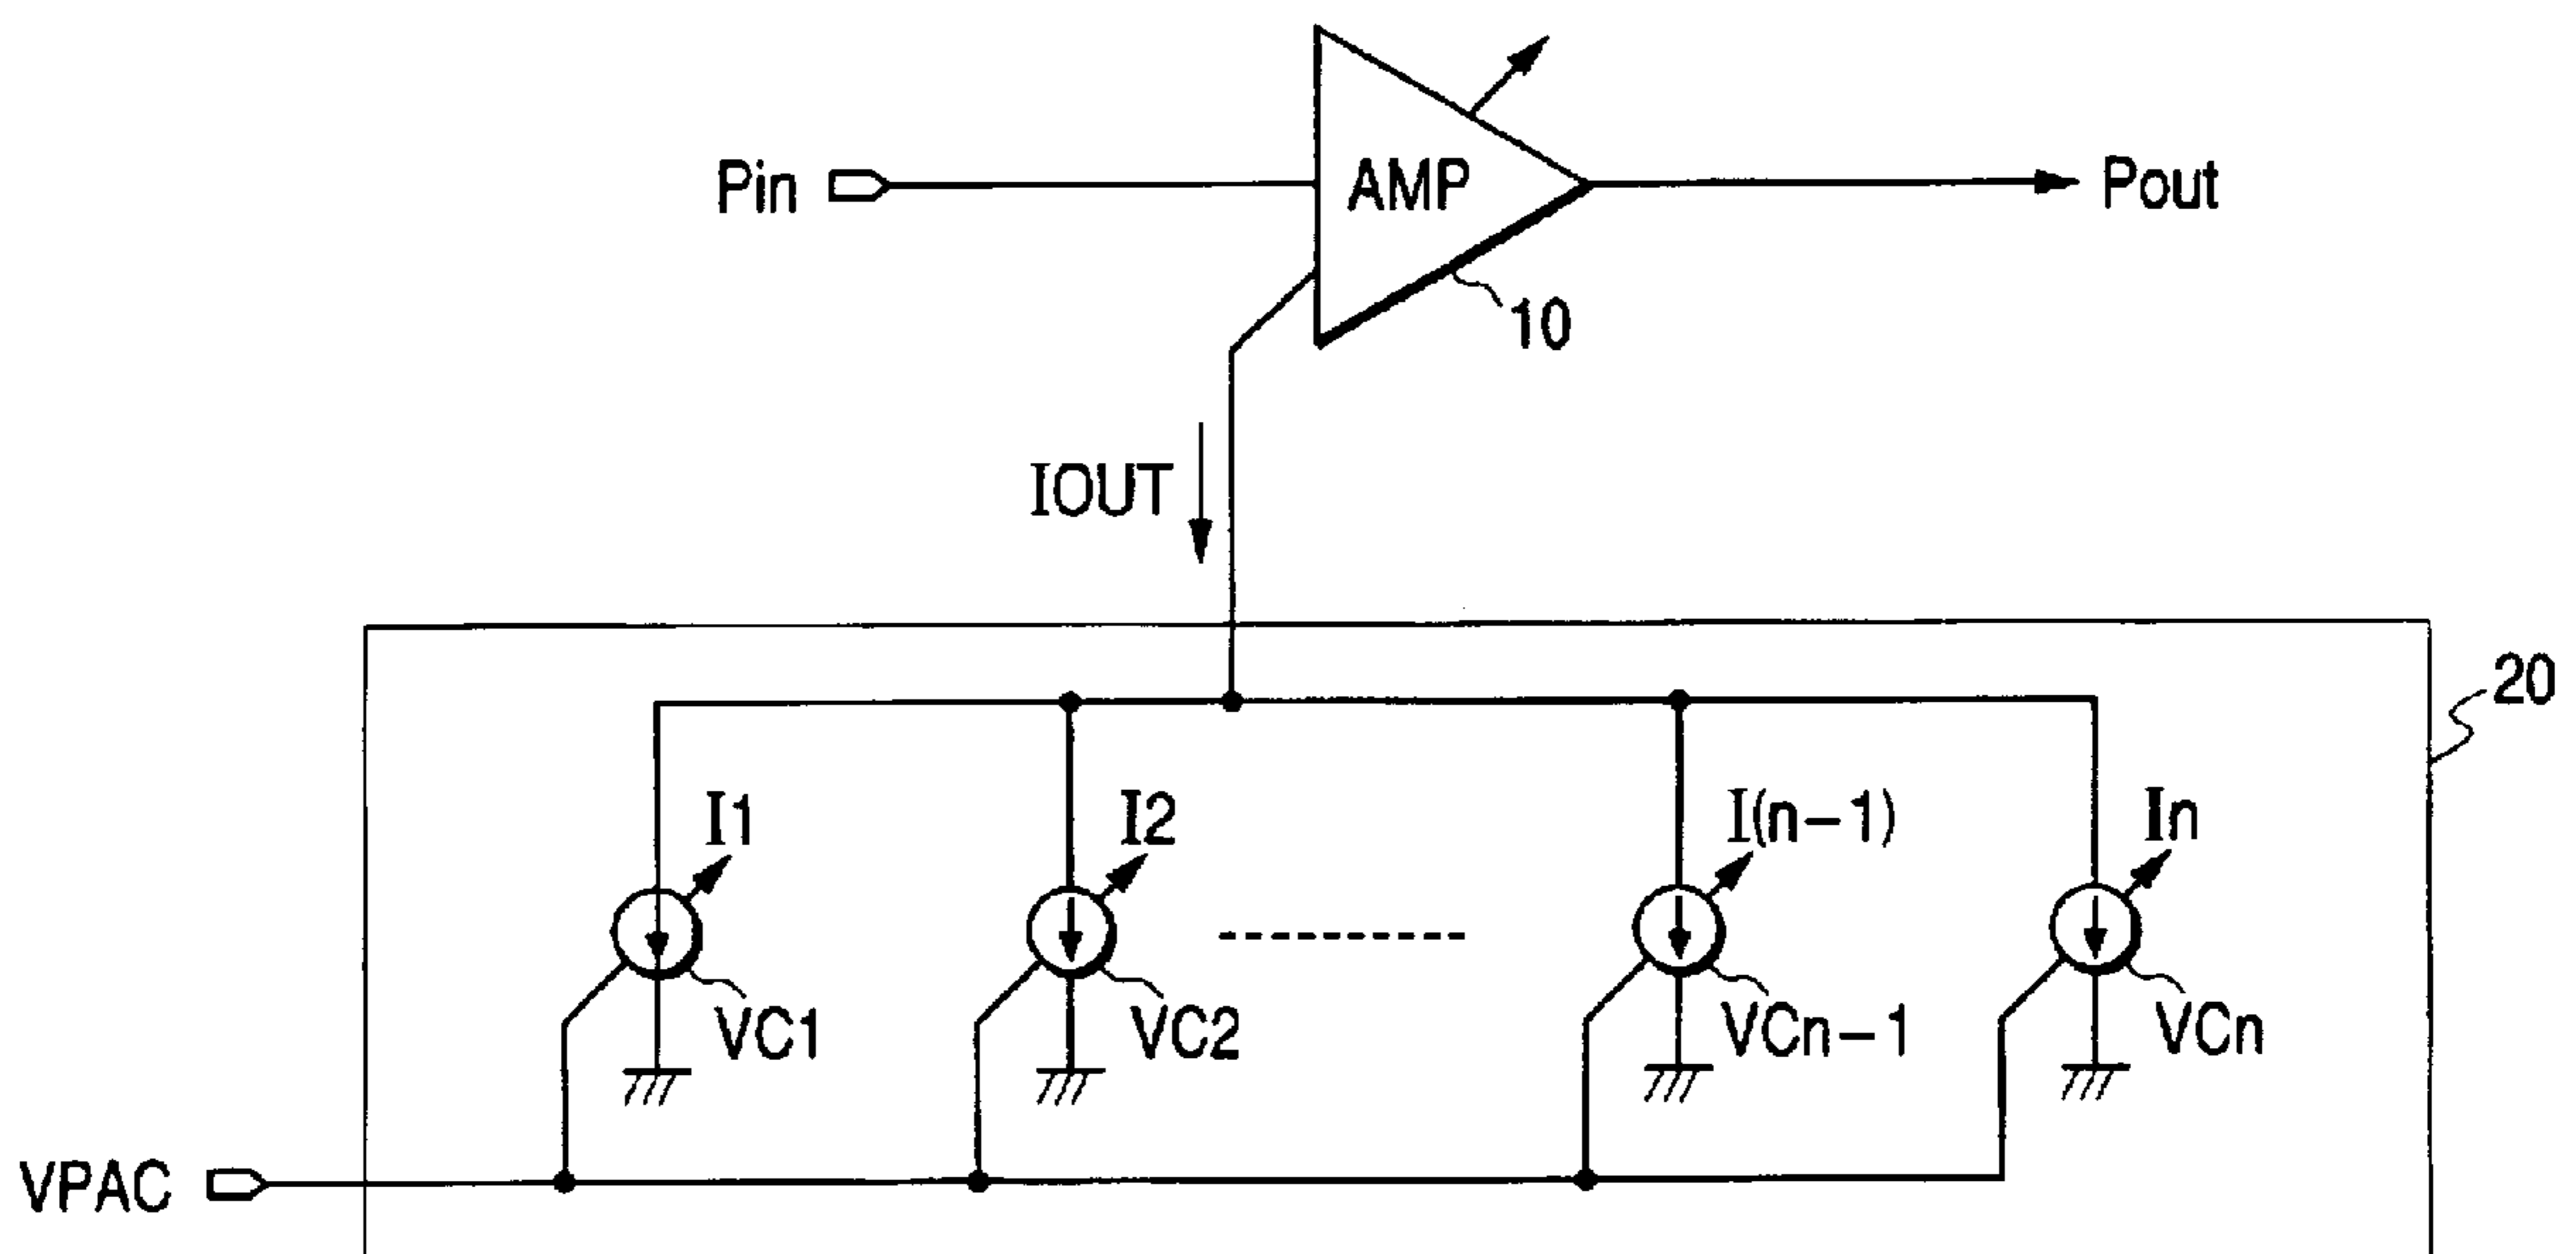 Pin
AMP
Pout
10
IOUT
20
I1
I2
I(n-1)
In
VC1
VC2
VCn-1
VCn
VPAC